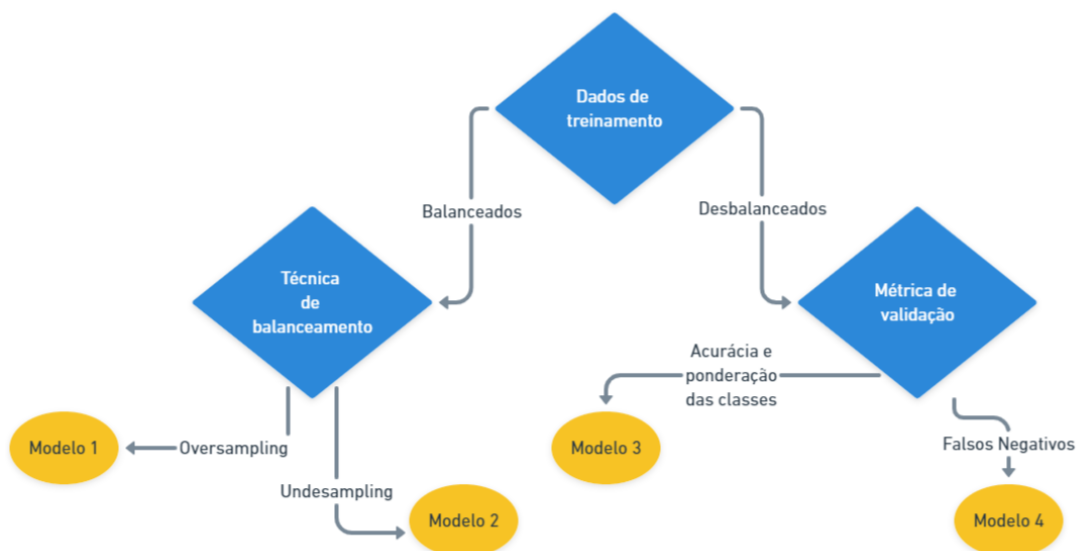 Dados de
treinamento
Balanceados
Desbalanceados
Técnica
de
balanceamento
Métrica de
validação
Acurácia e
ponderação
das classes
Modelo 1
Oversampling
Modelo 3
Falsos Negativos
Undesampling
Modelo 2
Modelo 4